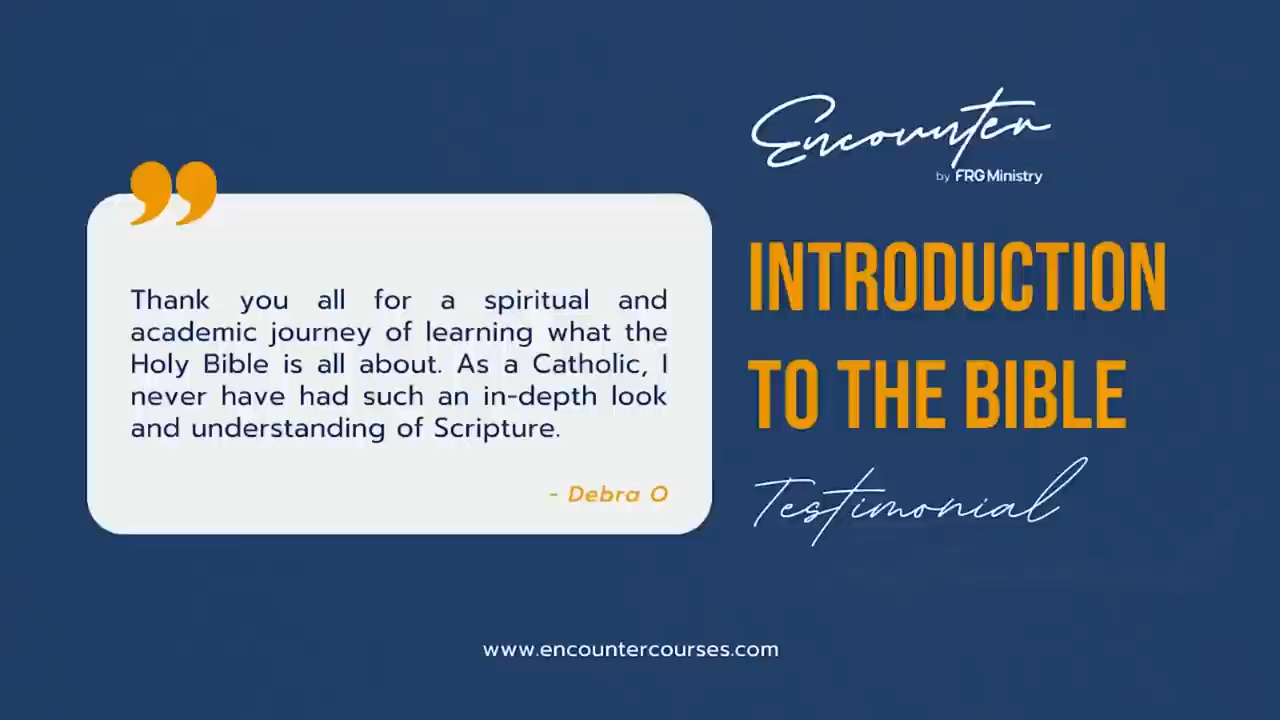 Thank you all for a spiritual and
academic journey of learning what the
Holy Bible is all about. As a Catholic, I
never have had such an in-depth look
and understanding of Scripture.
- Debra O
Encounter
by FRG Ministry
INTRODUCTION
TO THE BIBLE
Testimonial
www.encountercourses.com